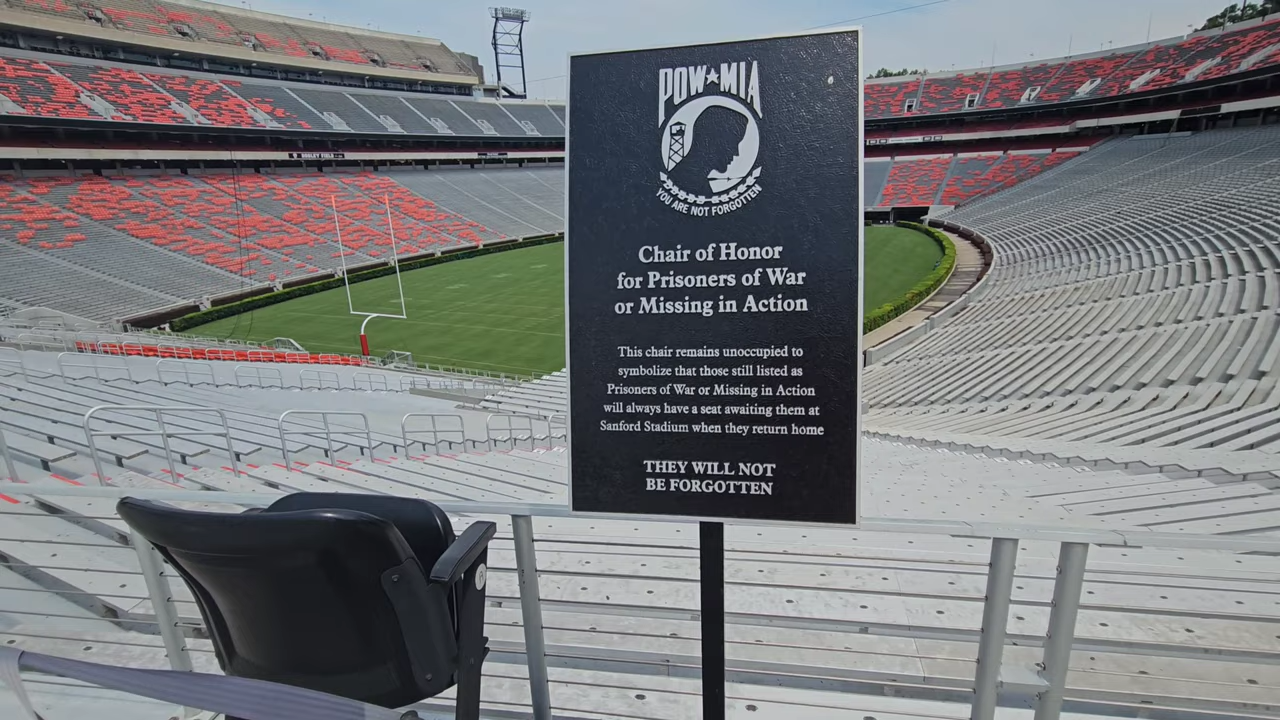 DOOLEY FIELD
POW★MIA
YOU ARE NOT FORGOTTEN
Chair of Honor
for Prisoners of War
or Missing in Action
This chair remains unoccupied to
symbolize that those still listed as
Prisoners of War or Missing in Action
will always have a seat awaiting them at
Sanford Stadium when they return home
THEY WILL NOT
BE FORGOTTEN